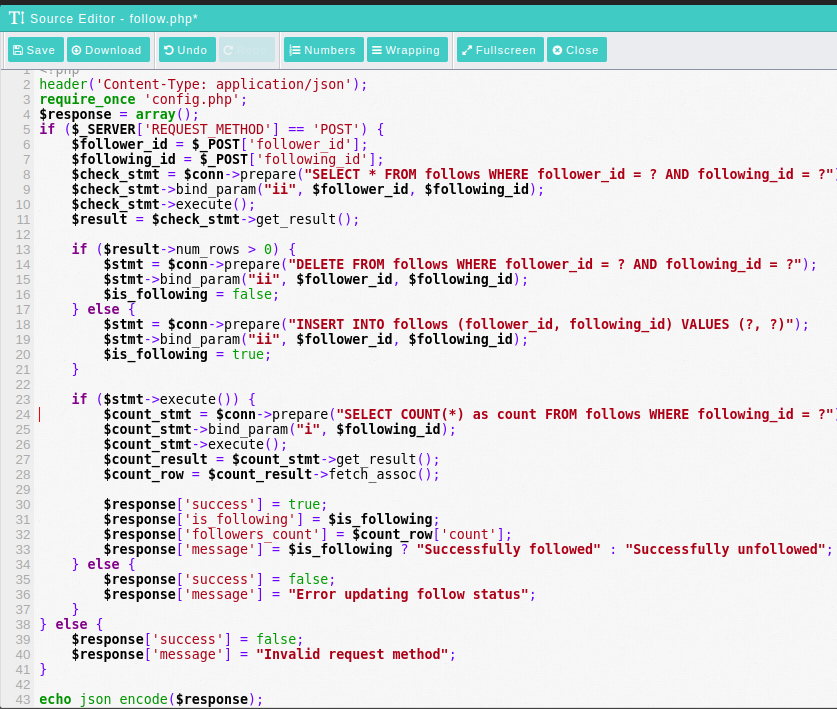 Source Editor - follow.php*
Save Download Undo Numbers Wrapping Fullscreen Close
1 <?php
2 header('Content-Type: application/json');
3 require_once 'config.php';
4 $response = array();
5 if ($_SERVER['REQUEST_METHOD'] == 'POST') {
6 $follower_id = $_POST['follower_id'];
7 $following_id = $_POST['following_id'];
8 $check_stmt = $conn->prepare("SELECT * FROM follows WHERE follower_id = ? AND following_id = ?")
9 $check_stmt->bind_param("ii", $follower_id, $following_id);
10 $check_stmt->execute();
11 $result = $check_stmt->get_result();
12
13 if ($result->num_rows > 0) {
14 $stmt = $conn->prepare("DELETE FROM follows WHERE follower_id = ? AND following_id = ?");
15 $stmt->bind_param("ii", $follower_id, $following_id);
16 $is_following = false;
17 } else {
18 $stmt = $conn->prepare("INSERT INTO follows (follower_id, following_id) VALUES (?, ?)");
19 $stmt->bind_param("ii", $follower_id, $following_id);
20 $is_following = true;
21 }
22
23 if ($stmt->execute()) {
24 $count_stmt = $conn->prepare("SELECT COUNT(*) as count FROM follows WHERE following_id = ?")
25 $count_stmt->bind_param("i", $following_id);
26 $count_stmt->execute();
27 $count_result = $count_stmt->get_result();
28 $count_row = $count_result->fetch_assoc();
29
30 $response['success'] = true;
31 $response['is_following'] = $is_following;
32 $response['followers_count'] = $count_row['count'];
33 $response['message'] = $is_following ? "Successfully followed" : "Successfully unfollowed";
34 } else {
35 $response['success'] = false;
36 $response['message'] = "Error updating follow status";
37 }
38 } else {
39 $response['success'] = false;
40 $response['message'] = "Invalid request method";
41 }
42
43 echo json_encode($response);